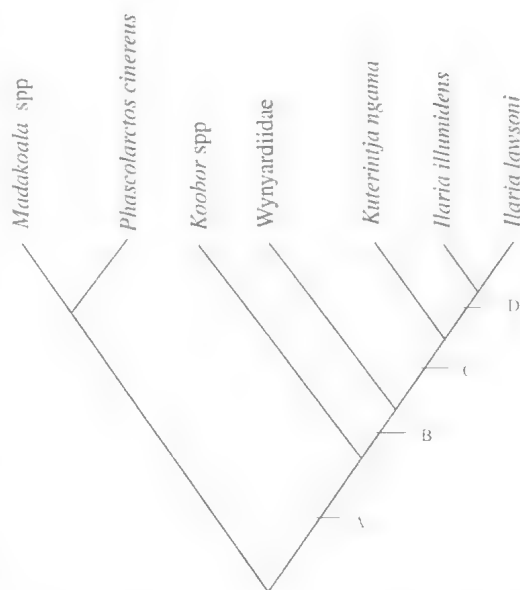 Madakoala spp
Phascolarctos cinereus
Koobor spp
Wynyardiidae
Kuterintja ngama
Ilaria illumidens
Ilaria lawsoni
D
B